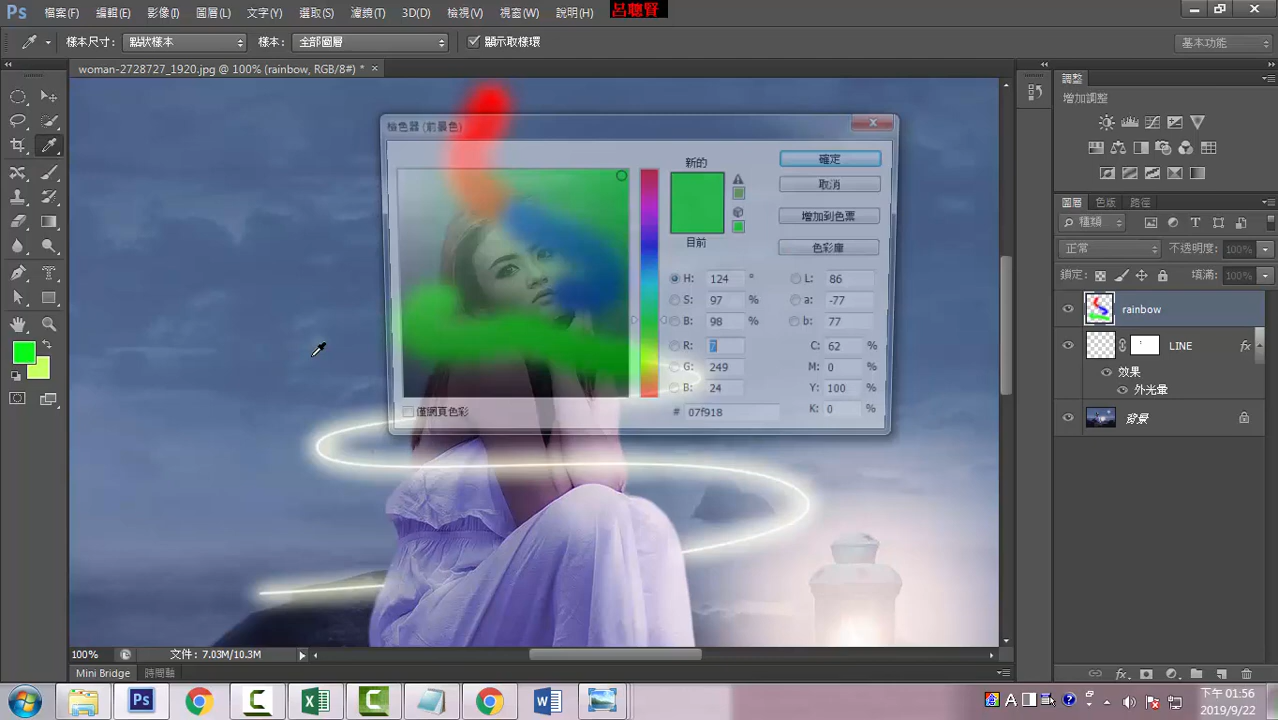 Ps 檔案(F) 編輯(E) 影像(I) 圖層(L) 文字(Y) 選取(S) 濾鏡(T) 3D(D) 檢視(V) 視窗(W) 說明(H) 呂聰賢
樣本尺寸: 點狀樣本 樣本: 全部圖層 顯示取樣環 基本功能
woman-2728727_1920.jpg @ 100% (rainbow, RGB/8#) * ×
調整
增加調整
檢色器 (前景色)
新的
目前
確定
取消
增加到色票
色彩庫
H: 124 °
S: 97 %
B: 98 %
R: 7
G: 249
B: 24
L: 86
a: -77
b: 77
C: 62 %
M: 0 %
Y: 100 %
K: 0 %
# 07f918
僅網頁色彩
圖層 色版 路徑
種類
正常 不透明度: 100%
鎖定: 填滿: 100%
rainbow
LINE fx
效果
外光暈
背景
100% 文件: 7.03M/10.3M
Mini Bridge 時間軸
Ps
A
下午 01:56
2019/9/22